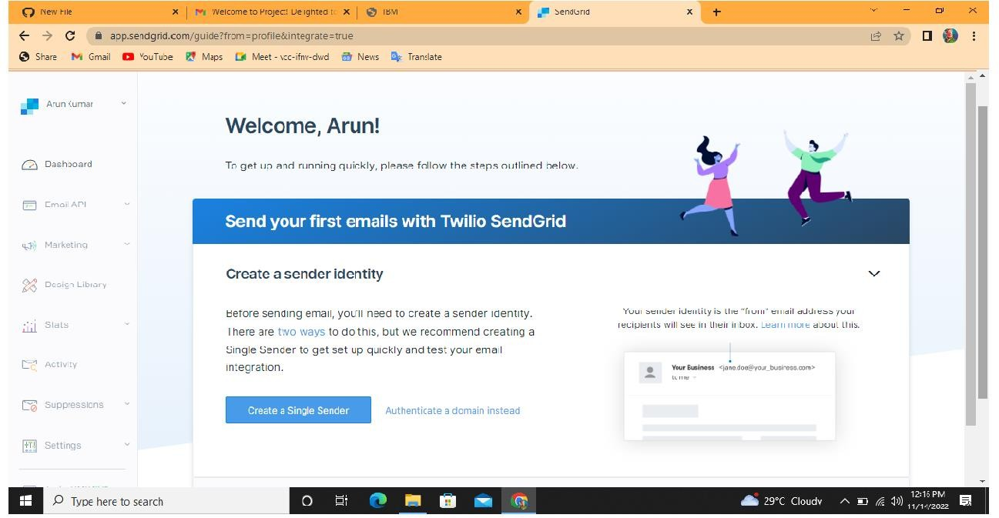 New File
Welcome to Project! Delighted to
IBM
SendGrid
app.sendgrid.com/guide?from=profile&integrate=true
Share
Gmail
YouTube
Maps
Meet - vcc-ifnv-dwd
News
Translate
Arun Kumar
Dashboard
Email API
Marketing
Design Library
Stats
Activity
Suppressions
Settings
Welcome, Arun!
To get up and running quickly, please follow the steps outlined below.
Send your first emails with Twilio SendGrid
Create a sender identity
Before sending email, you'll need to create a sender identity.
There are two ways to do this, but we recommend creating a
Single Sender to get set up quickly and test your email
integration.
Create a Single Sender
Authenticate a domain instead
Your sender identity is the "from" email address your
recipients will see in their inbox. Learn more about this.
Your Business <jane.doe@your_business.com>
to me
Type here to search
29°C Cloudy
12:16 PM
11/14/2022